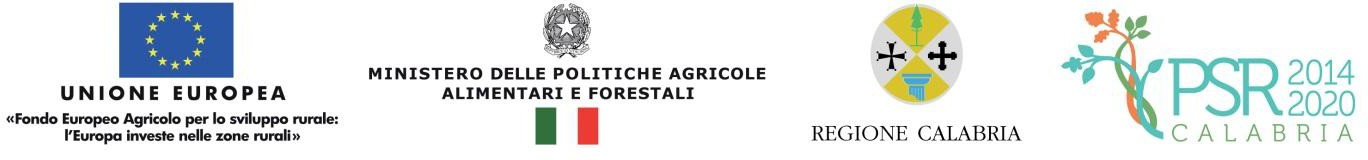 UNIONE EUROPEA
«Fondo Europeo Agricolo per lo sviluppo rurale:
l'Europa investe nelle zone rurali»
MINISTERO DELLE POLITICHE AGRICOLE
ALIMENTARI E FORESTALI
REGIONE CALABRIA
PSR 2014
2020
CALABRIA